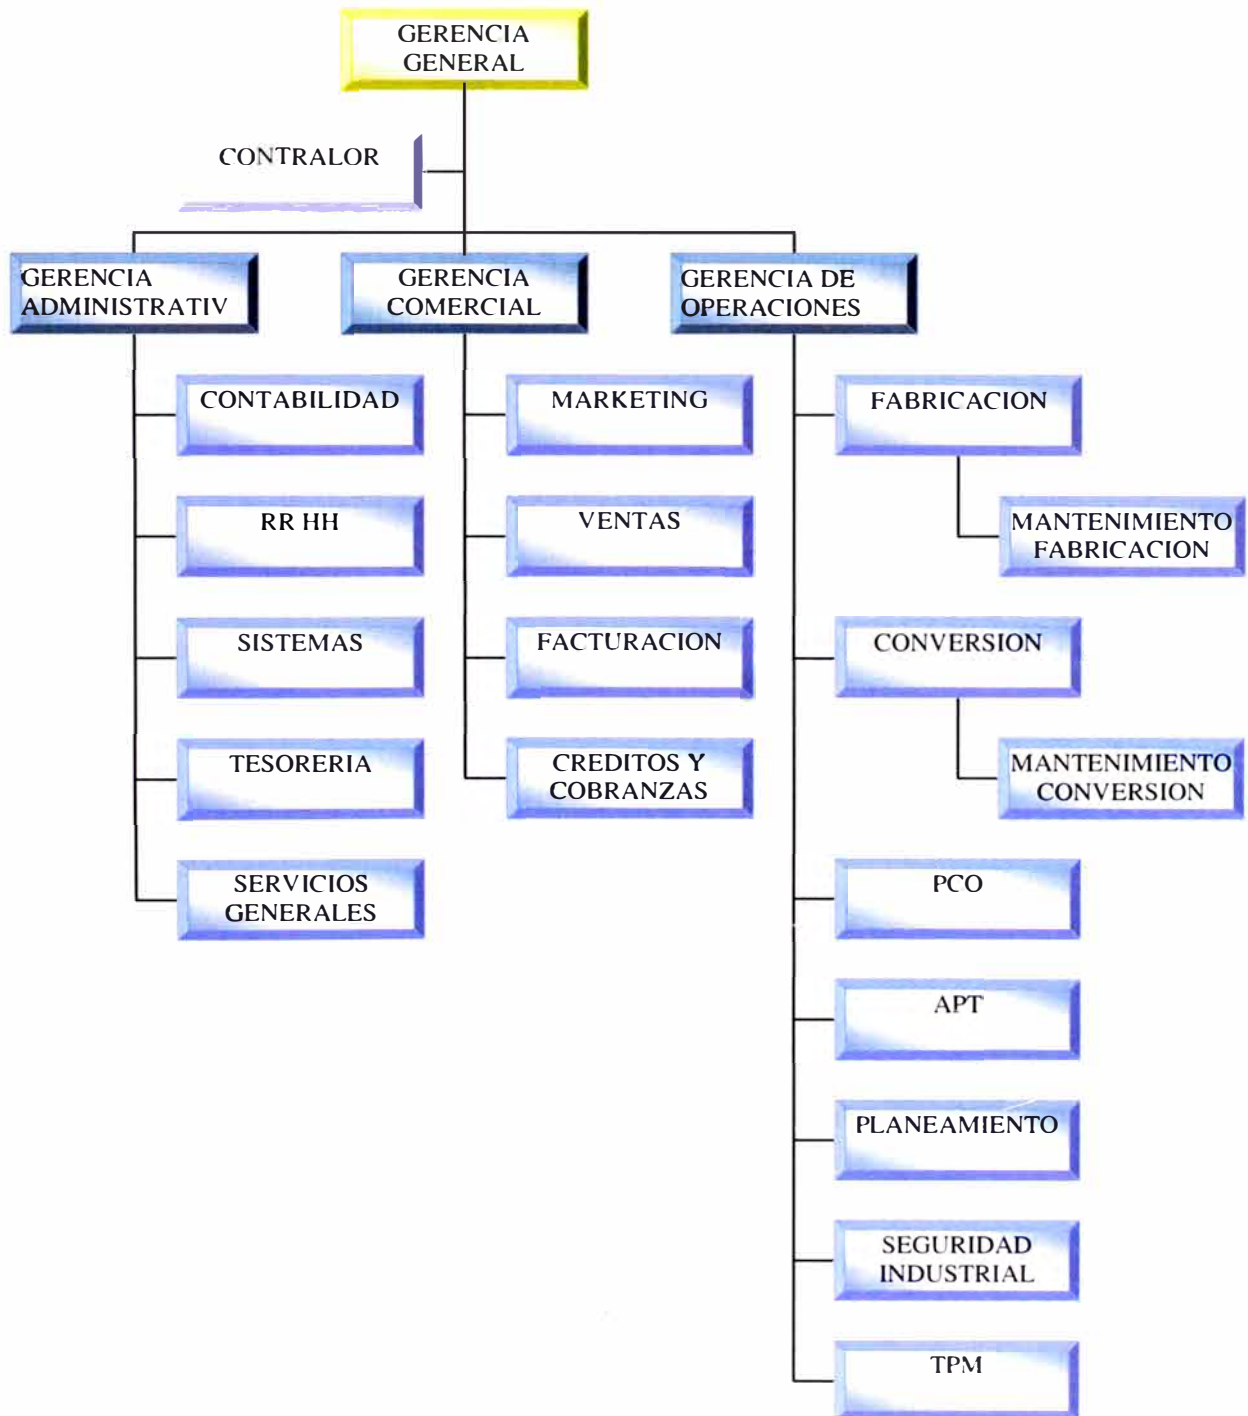 GERENCIA
GENERAL
CONTRALOR
GERENCIA
ADMINISTRATIV
GERENCIA
COMERCIAL
GERENCIA DE
OPERACIONES
CONTABILIDAD
RR HH
SISTEMAS
TESORERIA
SERVICIOS
GENERALES
MARKETING
VENTAS
FACTURACION
CREDITOS Y
COBRANZAS
FABRICACION
MANTENIMIENTO
FABRICACION
CONVERSION
MANTENIMIENTO
CONVERSION
PCO
APT
PLANEAMIENTO
SEGURIDAD
INDUSTRIAL
TPM